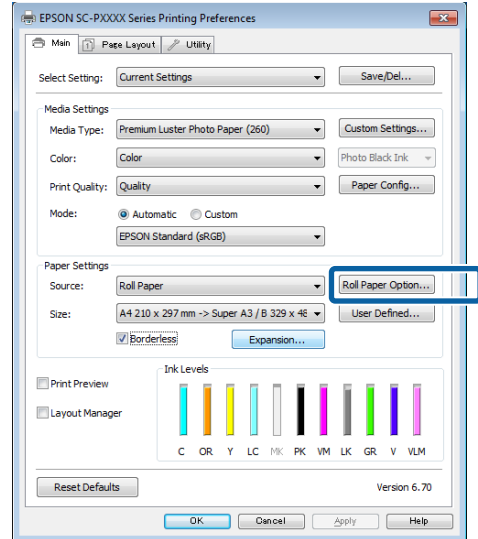 EPSON SC-PXXXX Series Printing Preferences
Main Page Layout Utility
Select Setting: Current Settings Save/Del...
Media Settings
Media Type: Premium Luster Photo Paper (260) Custom Settings...
Color: Color Photo Black Ink
Print Quality: Quality Paper Config...
Mode: Automatic Custom
EPSON Standard (sRGB)
Paper Settings
Source: Roll Paper Roll Paper Option...
Size: A4 210 x 297 mm -> Super A3 / B 329 x 48 User Defined...
Borderless Expansion...
Ink Levels
Print Preview
Layout Manager
C OR Y LC MK PK VM LK GR V VLM
Reset Defaults Version 6.70
OK Cancel Apply Help